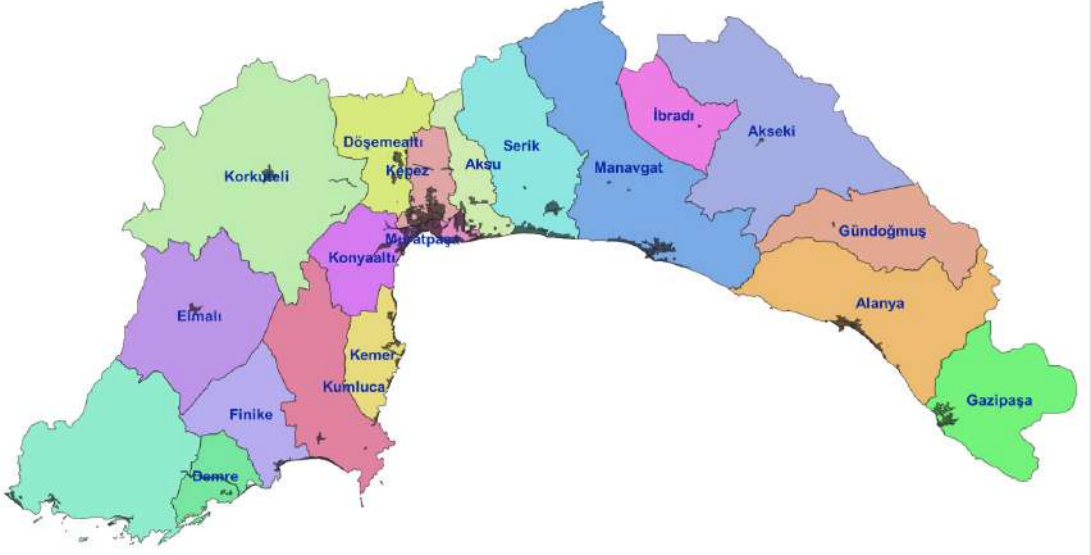 İbradı
Akseki
Döşemealtı
Serik
Aksu
Kepez
Manavgat
Korkuteli
Gündoğmuş
Muratpaşa
Konyaaltı
Alanya
Elmalı
Kemer
Kumluca
Gazipaşa
Finike
Demre